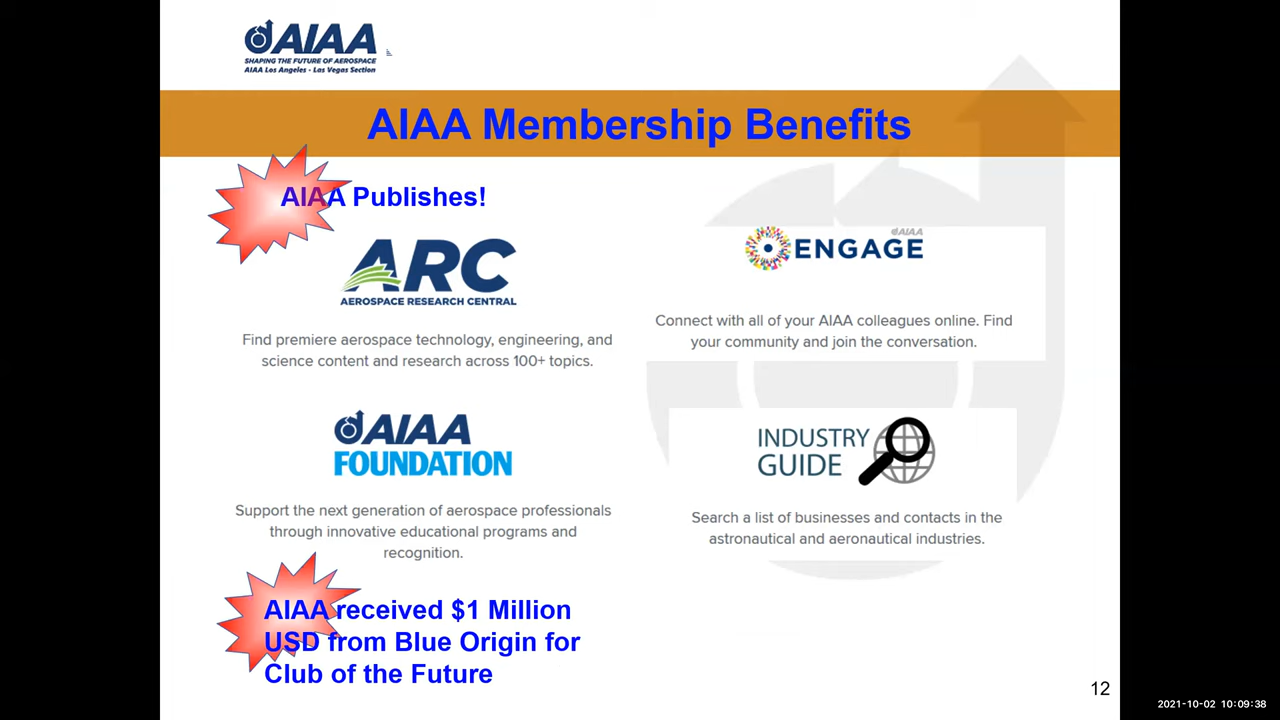 AIAA
SHAPING THE FUTURE OF AEROSPACE
AIAA Los Angeles - Las Vegas Section
AIAA Membership Benefits
AIAA Publishes!
ARC
AEROSPACE RESEARCH CENTRAL
Find premiere aerospace technology, engineering, and
science content and research across 100+ topics.
AIAA
ENGAGE
Connect with all of your AIAA colleagues online. Find
your community and join the conversation.
AIAA
FOUNDATION
Support the next generation of aerospace professionals
through innovative educational programs and
recognition.
INDUSTRY
GUIDE
Search a list of businesses and contacts in the
astronautical and aeronautical industries.
AIAA received $1 Million
USD from Blue Origin for
Club of the Future
12
2021-10-02 10:09:38